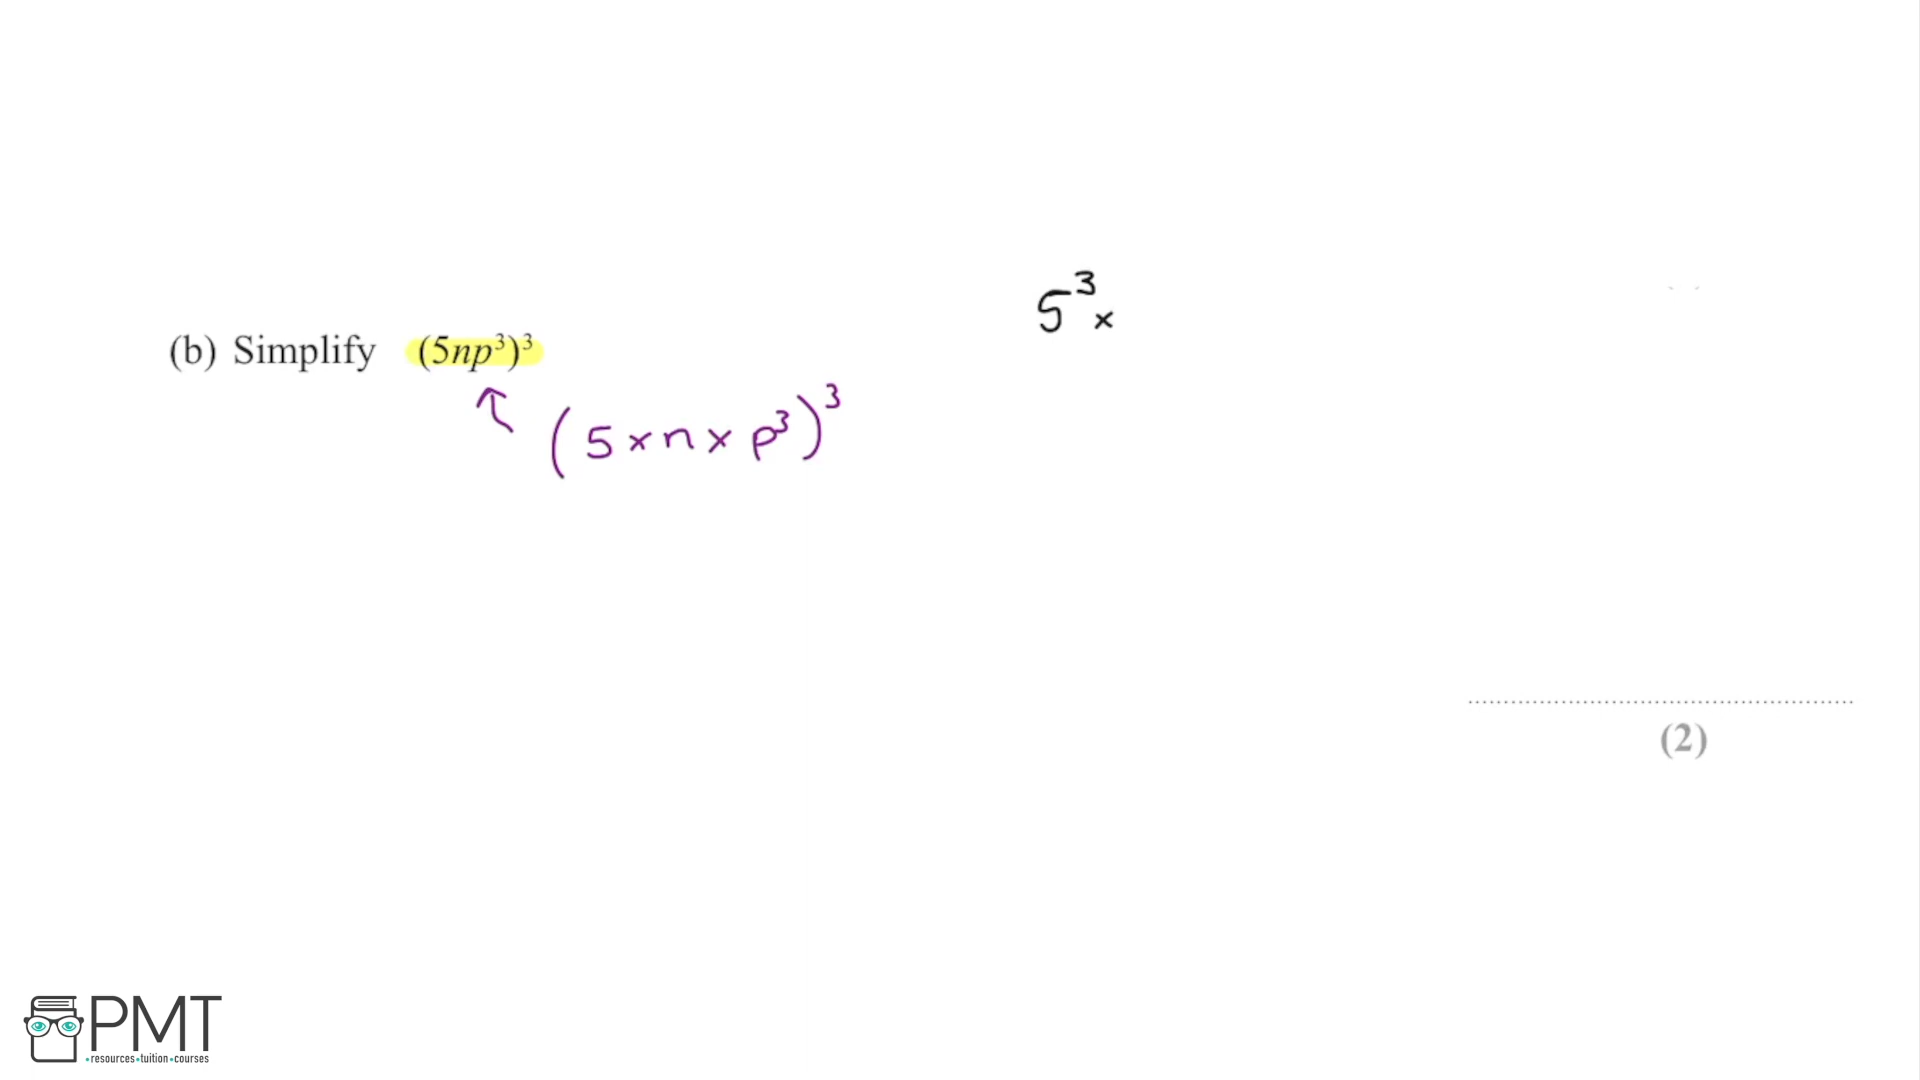 5³ ×
(b) Simplify (5np³)³
(5 × n × p³)³
(2)
PMT
•resources•tuition•courses